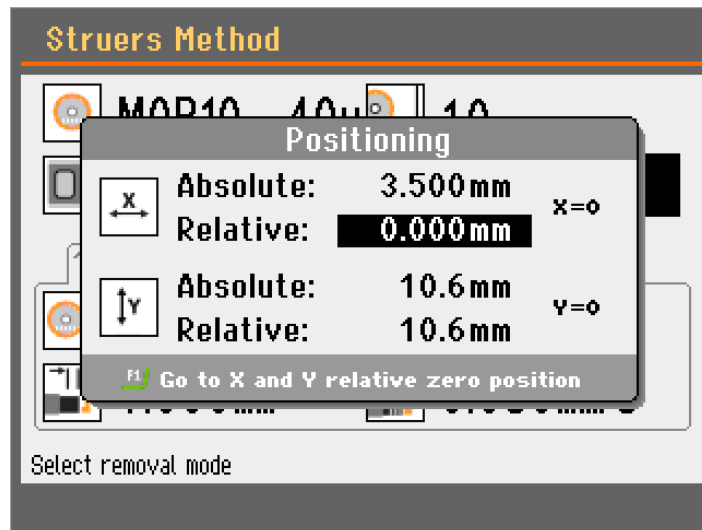 Struers Method
Positioning
X
Absolute: 3.500mm
Relative: 0.000mm
X=0
Y
Absolute: 10.6mm
Relative: 10.6mm
Y=0
F1 Go to X and Y relative zero position
Select removal mode